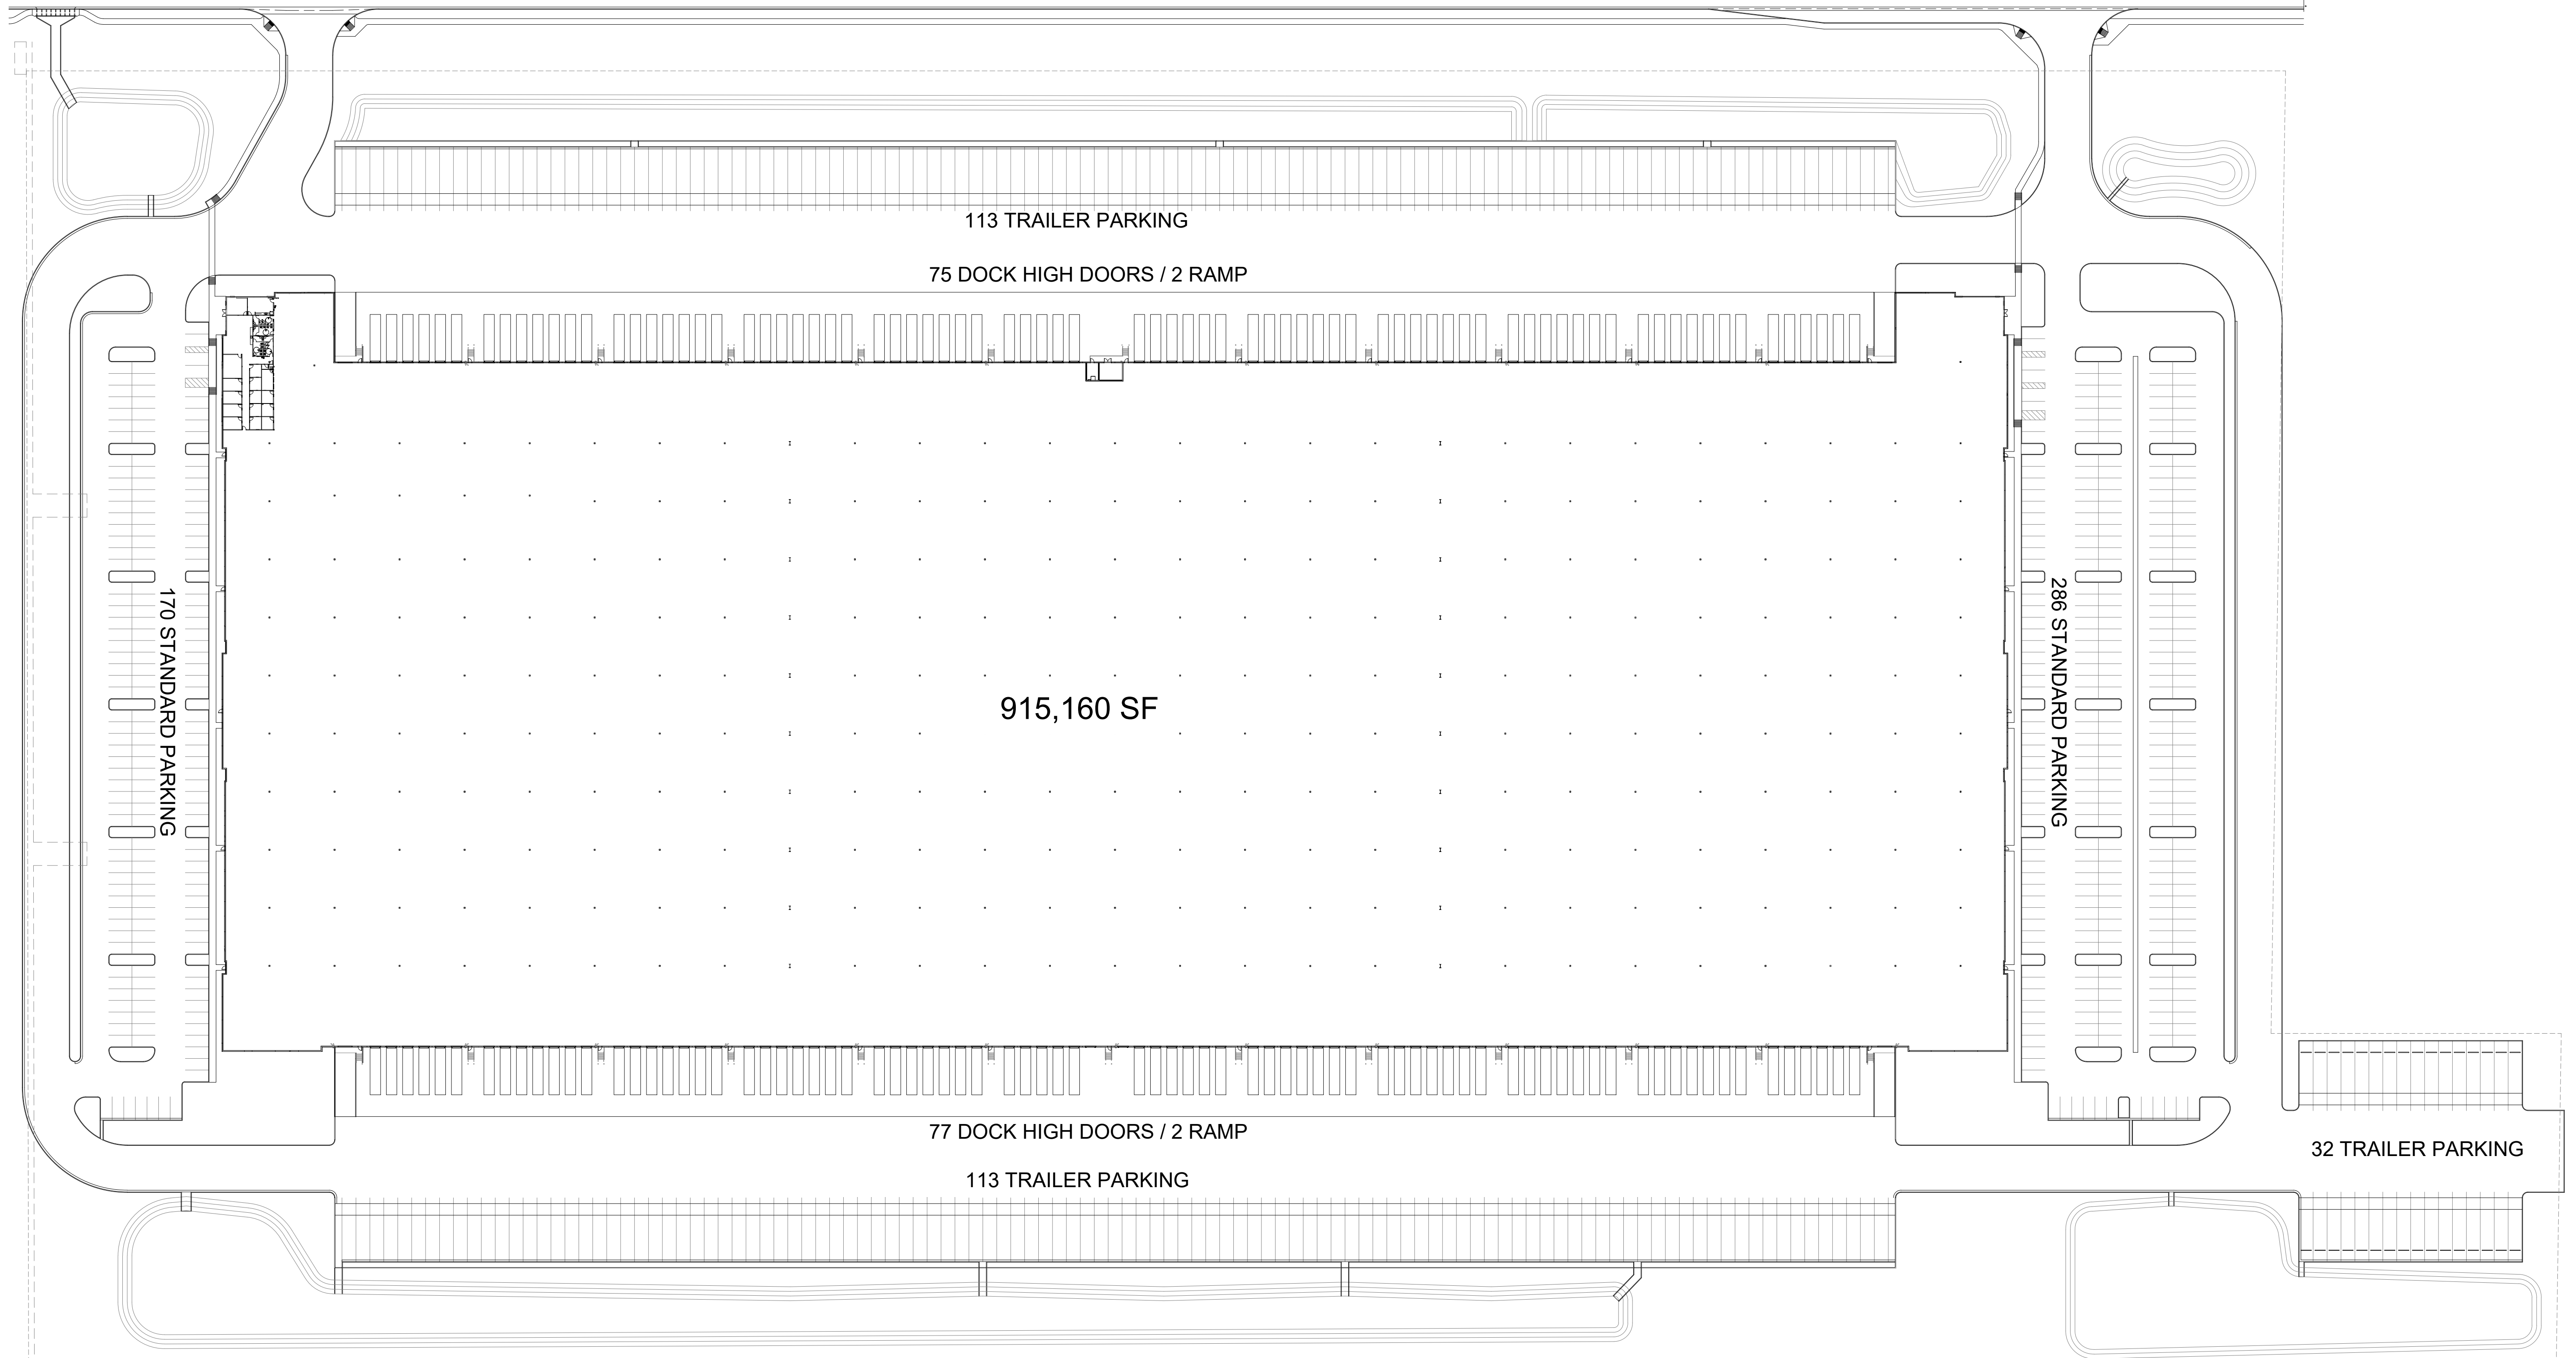 113 TRAILER PARKING
75 DOCK HIGH DOORS / 2 RAMP
170 STANDARD PARKING
286 STANDARD PARKING
915,160 SF
77 DOCK HIGH DOORS / 2 RAMP
32 TRAILER PARKING
113 TRAILER PARKING